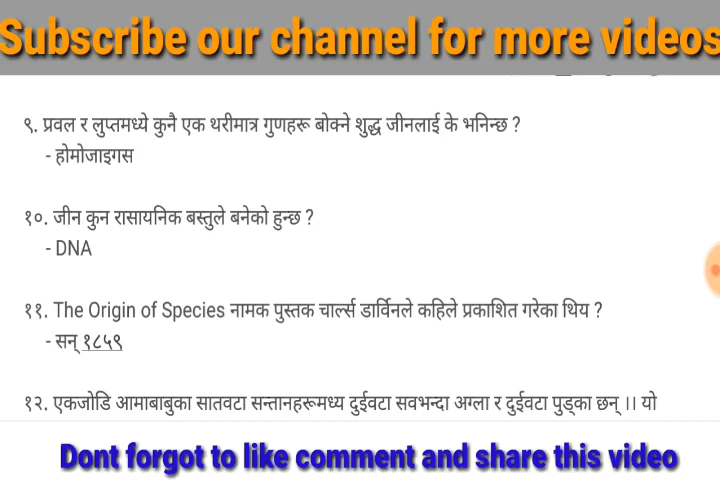 Subscribe our channel for more videos
९. प्रवल र लुप्तमध्ये कुनै एक थरीमात्र गुणहरू बोक्ने शुद्ध जीनलाई के भनिन्छ ?
- होमोजाइगस
१०. जीन कुन रासायनिक बस्तुले बनेको हुन्छ ?
- DNA
११. The Origin of Species नामक पुस्तक चार्ल्स डार्विनले कहिले प्रकाशित गरेका थिय ?
- सन् १८५९
१२. एकजोडि आमाबाबुका सातवटा सन्तानहरूमध्य दुईवटा सवभन्दा अग्ला र दुईवटा पुड्का छन् ।। यो
Dont forgot to like comment and share this video